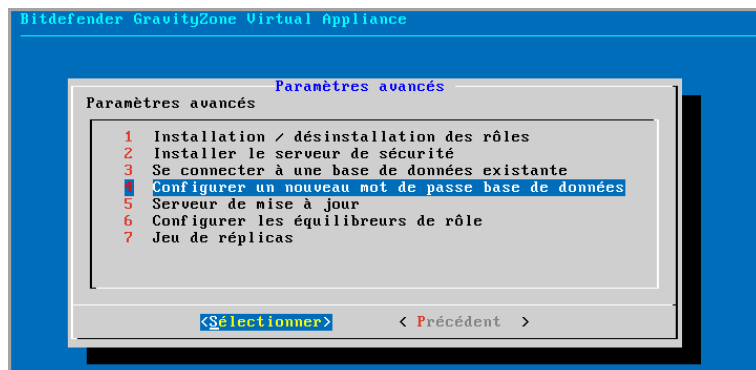 Bitdefender GravityZone Virtual Appliance
Paramètres avancés
Paramètres avancés
1 Installation / désinstallation des rôles
2 Installer le serveur de sécurité
3 Se connecter à une base de données existante
4 Configurer un nouveau mot de passe base de données
5 Serveur de mise à jour
6 Configurer les équilibreurs de rôle
7 Jeu de réplicas
<Sélectionner> < Précédent >